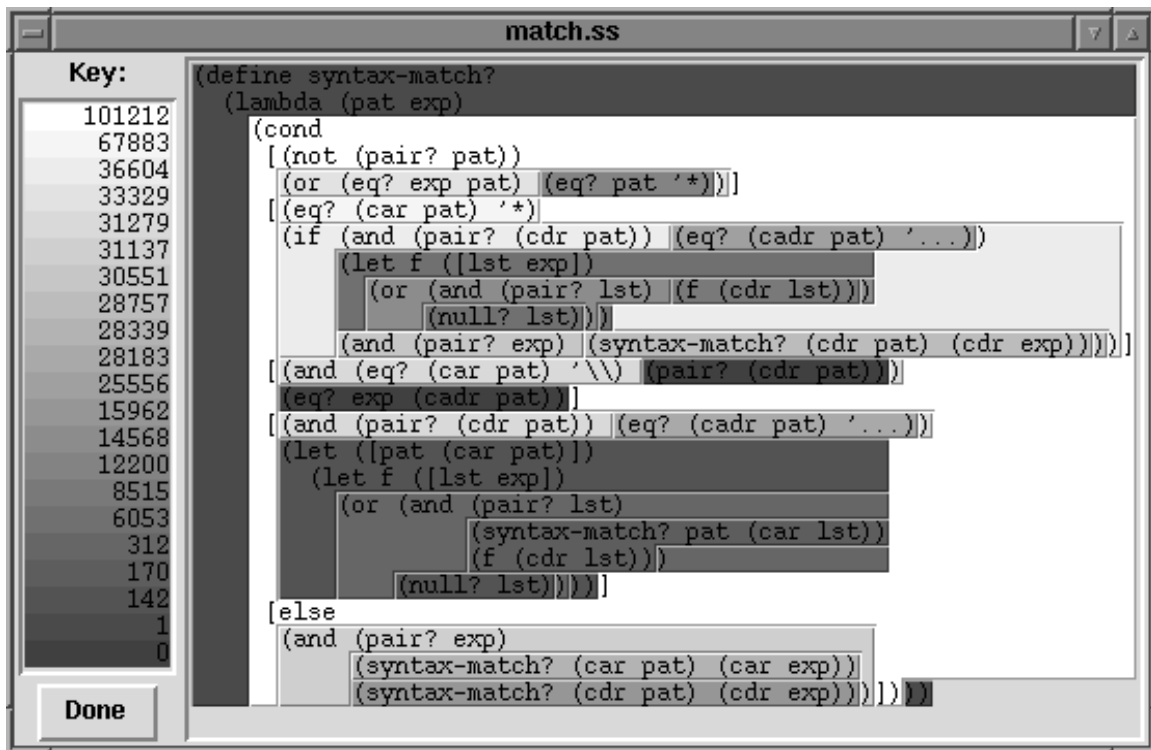 match.ss
Key:
101212
67883
36604
33329
31279
31137
30551
28757
28339
28183
25556
15962
14568
12200
8515
6053
312
170
142
1
0
Done
(define syntax-match?
(lambda (pat exp)
(cond
[(not (pair? pat))
(or (eq? exp pat) (eq? pat '*))]
[(eq? (car pat) '*)
(if (and (pair? (cdr pat)) (eq? (cadr pat) '...))
(let f ([lst exp])
(or (and (pair? lst) (f (cdr lst)))
(null? lst)))
(and (pair? exp) (syntax-match? (cdr pat) (cdr exp))))]
[(and (eq? (car pat) '\\) (pair? (cdr pat)))
(eq? exp (cadr pat))]
[(and (pair? (cdr pat)) (eq? (cadr pat) '...))
(let ([pat (car pat)])
(let f ([lst exp])
(or (and (pair? lst)
(syntax-match? pat (car lst))
(f (cdr lst)))
(null? lst))))]
[else
(and (pair? exp)
(syntax-match? (car pat) (car exp))
(syntax-match? (cdr pat) (cdr exp)))])))